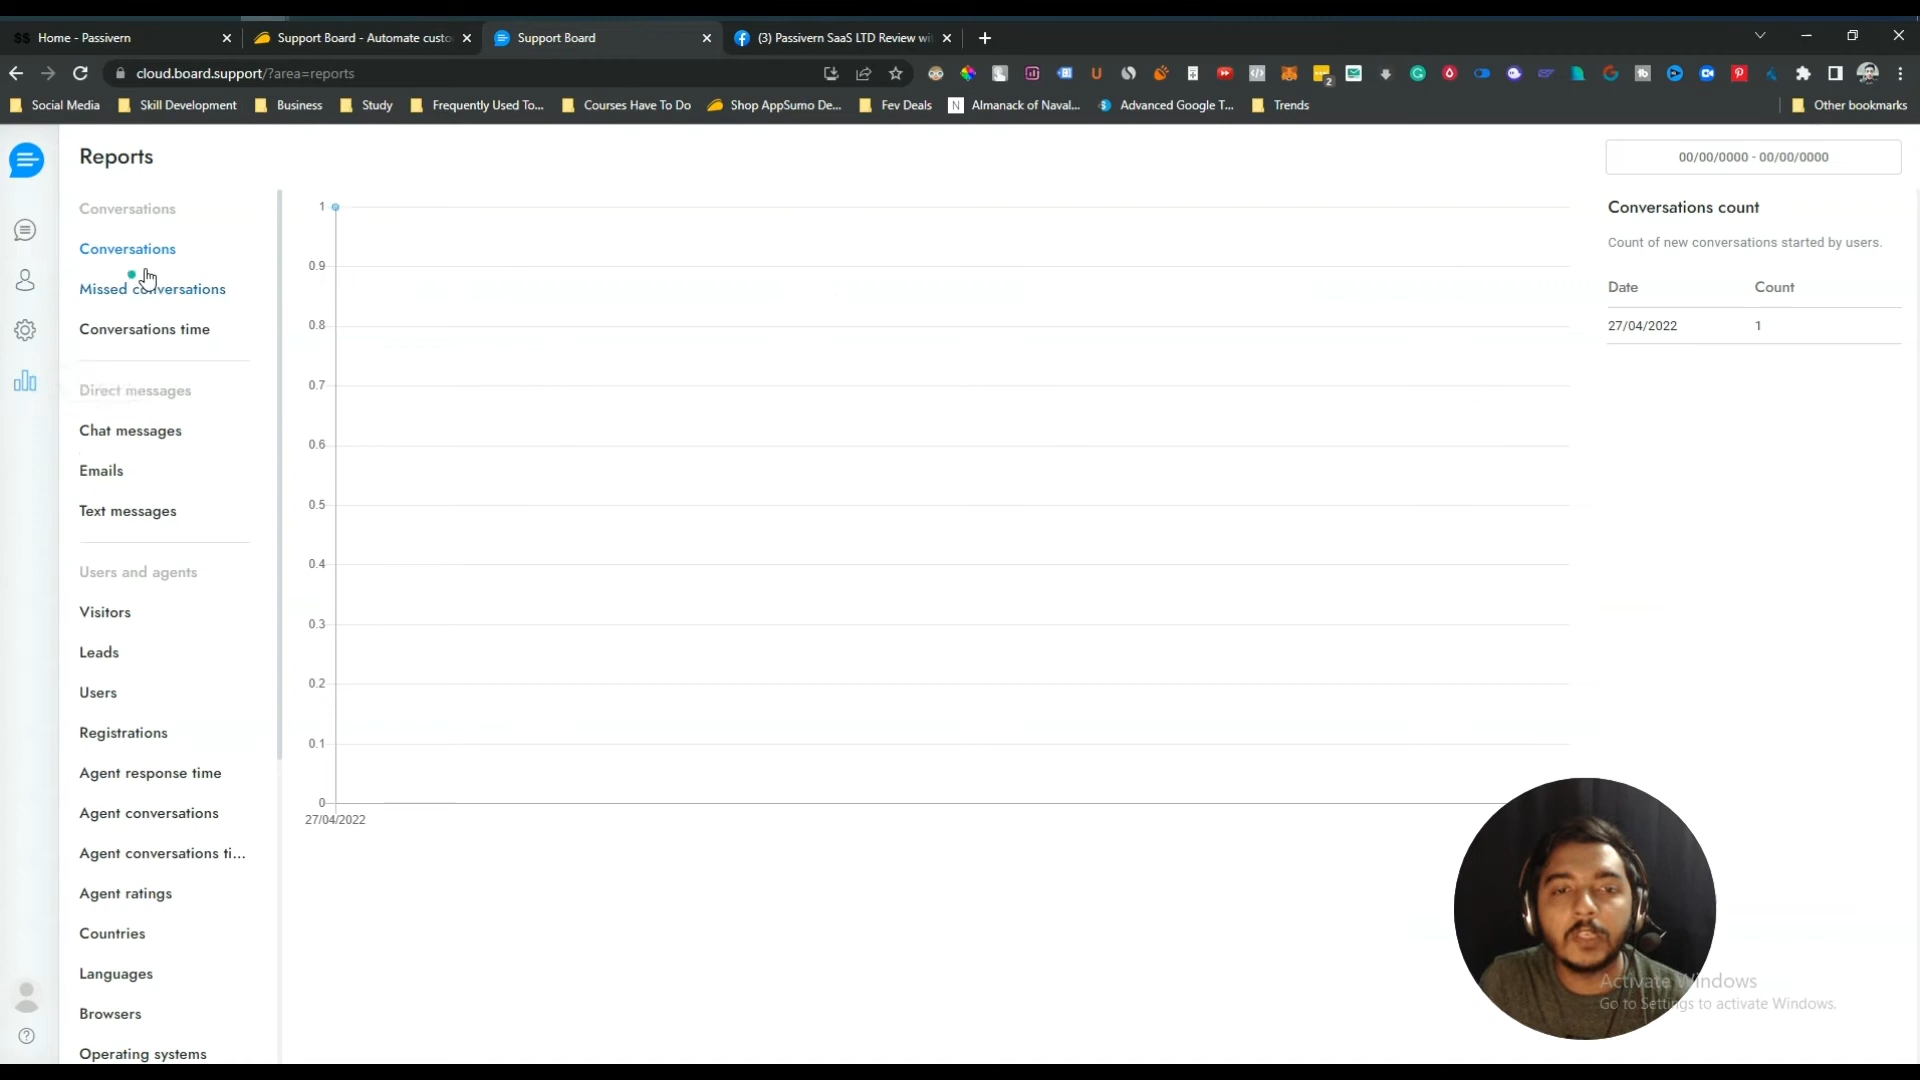 $$ Home - Passivern
Support Board - Automate custo
Support Board
(3) Passivern SaaS LTD Review wi
cloud.board.support/?area=reports
2
Social Media
Skill Development
Business
Study
Frequently Used To...
Courses Have To Do
Shop AppSumo De...
Fev Deals
Almanack of Naval...
Advanced Google T...
Trends
Other bookmarks
Reports
00/00/0000 - 00/00/0000
Conversations
Conversations
Missed conversations
Conversations time
Direct messages
Chat messages
Emails
Text messages
Users and agents
Visitors
Leads
Users
Registrations
Agent response time
Agent conversations
Agent conversations ti...
Agent ratings
Countries
Languages
Browsers
Operating systems
1
0.9
0.8
0.7
0.6
0.5
0.4
0.3
0.2
0.1
0
27/04/2022
Conversations count
Count of new conversations started by users.
Date Count
27/04/2022 1
Activate Windows
Go to Settings to activate Windows.